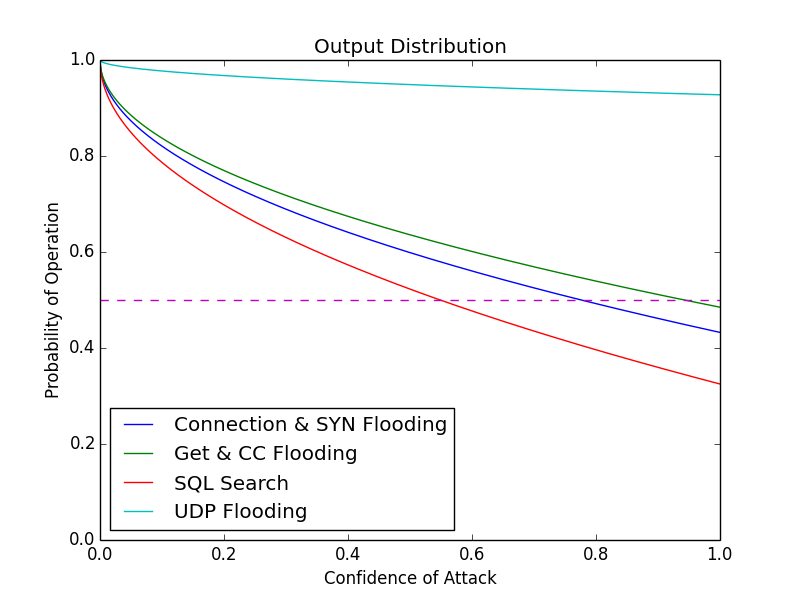 Output Distribution
1.0
0.8
0.6
0.4
0.2
0.0
Probability of Operation
Connection & SYN Flooding
Get & CC Flooding
SQL Search
UDP Flooding
0.0 0.2 0.4 0.6 0.8 1.0
Confidence of Attack